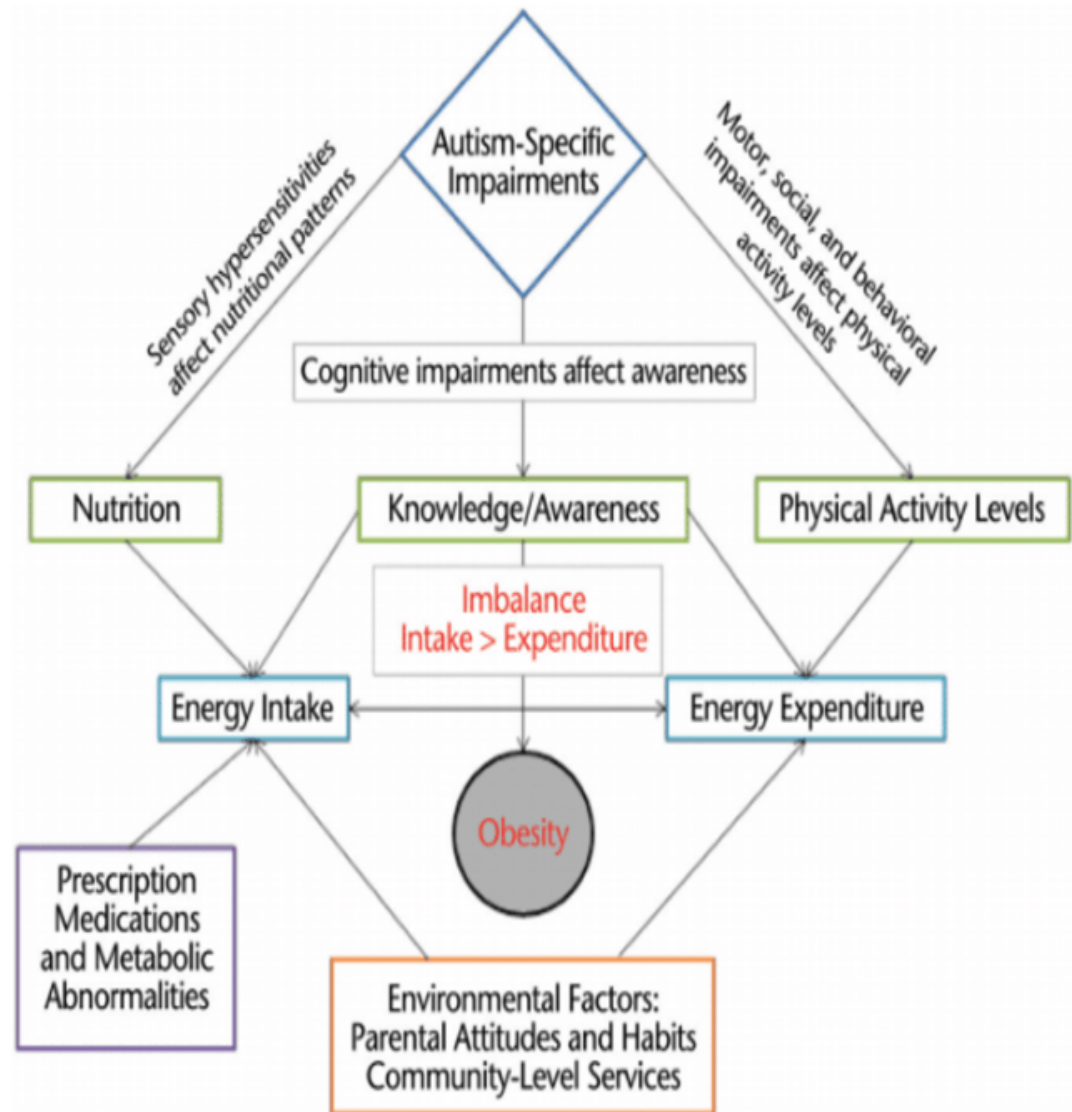 Autism-Specific
Impairments
Sensory hypersensitivities
affect nutritional patterns
Motor, social, and behavioral
impairments affect physical
activity levels
Cognitive impairments affect awareness
Nutrition
Knowledge/Awareness
Physical Activity Levels
Imbalance
Intake > Expenditure
Energy Intake
Energy Expenditure
Obesity
Prescription
Medications
and Metabolic
Abnormalities
Environmental Factors:
Parental Attitudes and Habits
Community-Level Services